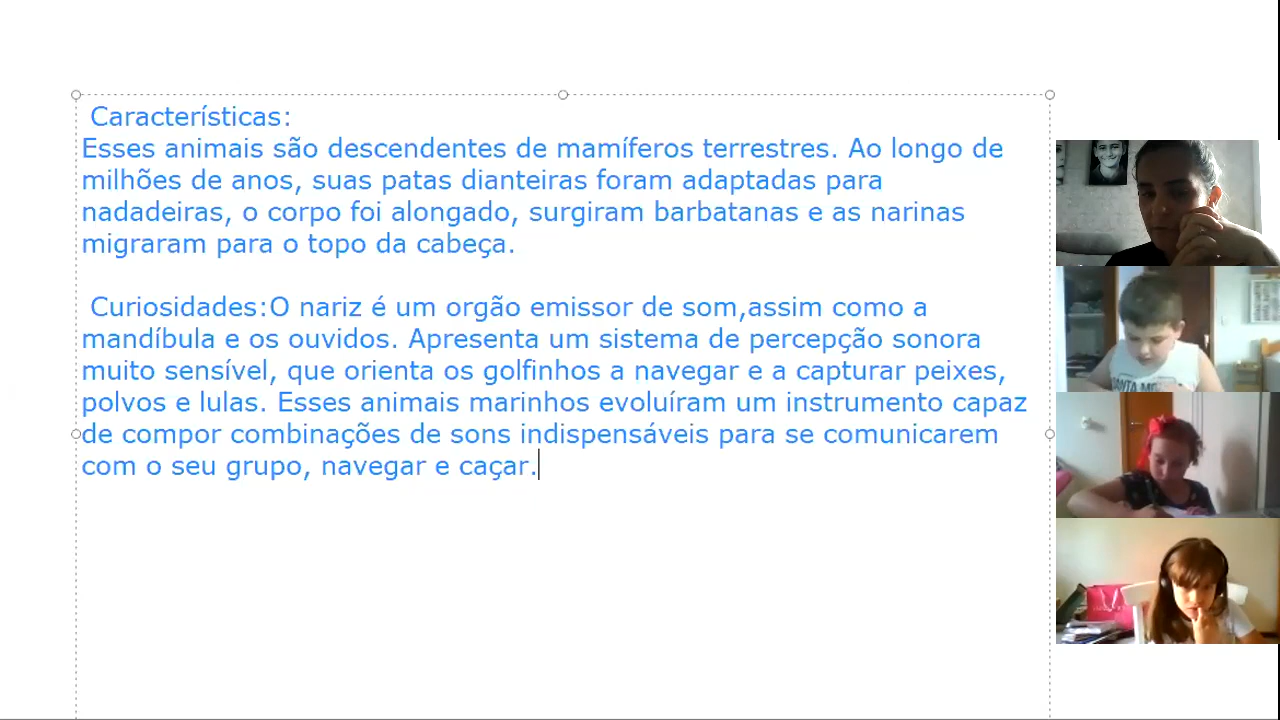 Características:
Esses animais são descendentes de mamíferos terrestres. Ao longo de
milhões de anos, suas patas dianteiras foram adaptadas para
nadadeiras, o corpo foi alongado, surgiram barbatanas e as narinas
migraram para o topo da cabeça.
Curiosidades:O nariz é um orgão emissor de som,assim como a
mandíbula e os ouvidos. Apresenta um sistema de percepção sonora
muito sensível, que orienta os golfinhos a navegar e a capturar peixes,
polvos e lulas. Esses animais marinhos evoluíram um instrumento capaz
de compor combinações de sons indispensáveis para se comunicarem
com o seu grupo, navegar e caçar.